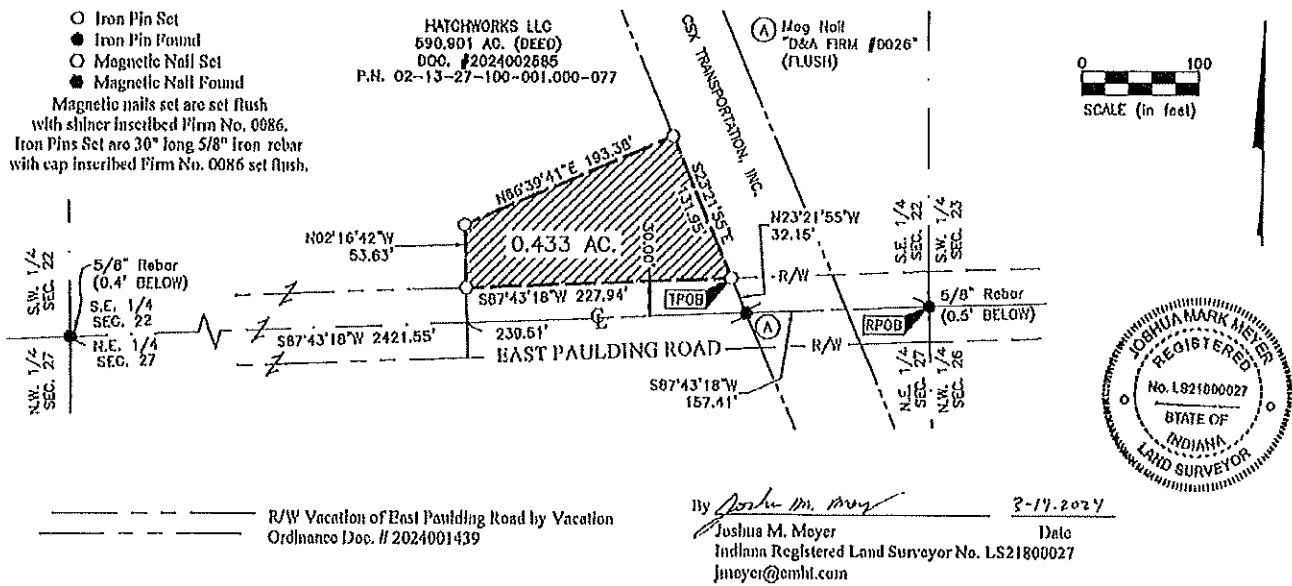 Iron Pin Set
Iron Pin Found
Magnetic Nail Set
Magnetic Nail Found
Magnetic nails set are set flush
with shiner inscribed Firm No. 0086.
Iron Pins Set are 30" long 5/8" iron rebar
with cap inscribed Firm No. 0086 set flush.
HATCHWORKS LLC
590.901 AC. (DEED)
DOC. #2024002585
P.N. 02-13-27-100-001.000-077
CSX TRANSPORTATION, INC.
A
Mag Nail
"D&A FIRM #0026"
(FLUSH)
0 100
SCALE (in feet)
N66°39'41"E 193.38'
S23°21'55"E
131.95'
N02°16'42"W
53.63'
0.433 AC.
30.00'
N23°21'55"W
32.15'
S.W. 1/4
SEC. 22
5/8" Rebar
(0.4' BELOW)
S.E. 1/4
SEC. 22
N.W. 1/4
SEC. 27
N.E. 1/4
SEC. 27
S87°43'18"W 227.94'
TPOB
R/W
S.E. 1/4
SEC. 22
S.W. 1/4
SEC. 23
5/8" Rebar
(0.5' BELOW)
RPOB
S87°43'18"W 2421.55'
230.61'
CL
A
EAST PAULDING ROAD
R/W
S87°43'18"W
157.41'
N.E. 1/4
SEC. 27
N.W. 1/4
SEC. 26
JOSHUA MARK MEYER
REGISTERED
No. LS21800027
STATE OF
INDIANA
LAND SURVEYOR
R/W Vacation of East Paulding Road by Vacation
Ordinance Doc. # 2024001439
By
Date
Joshua M. Meyer
Indiana Registered Land Surveyor No. LS21800027
jmeyer@emht.com